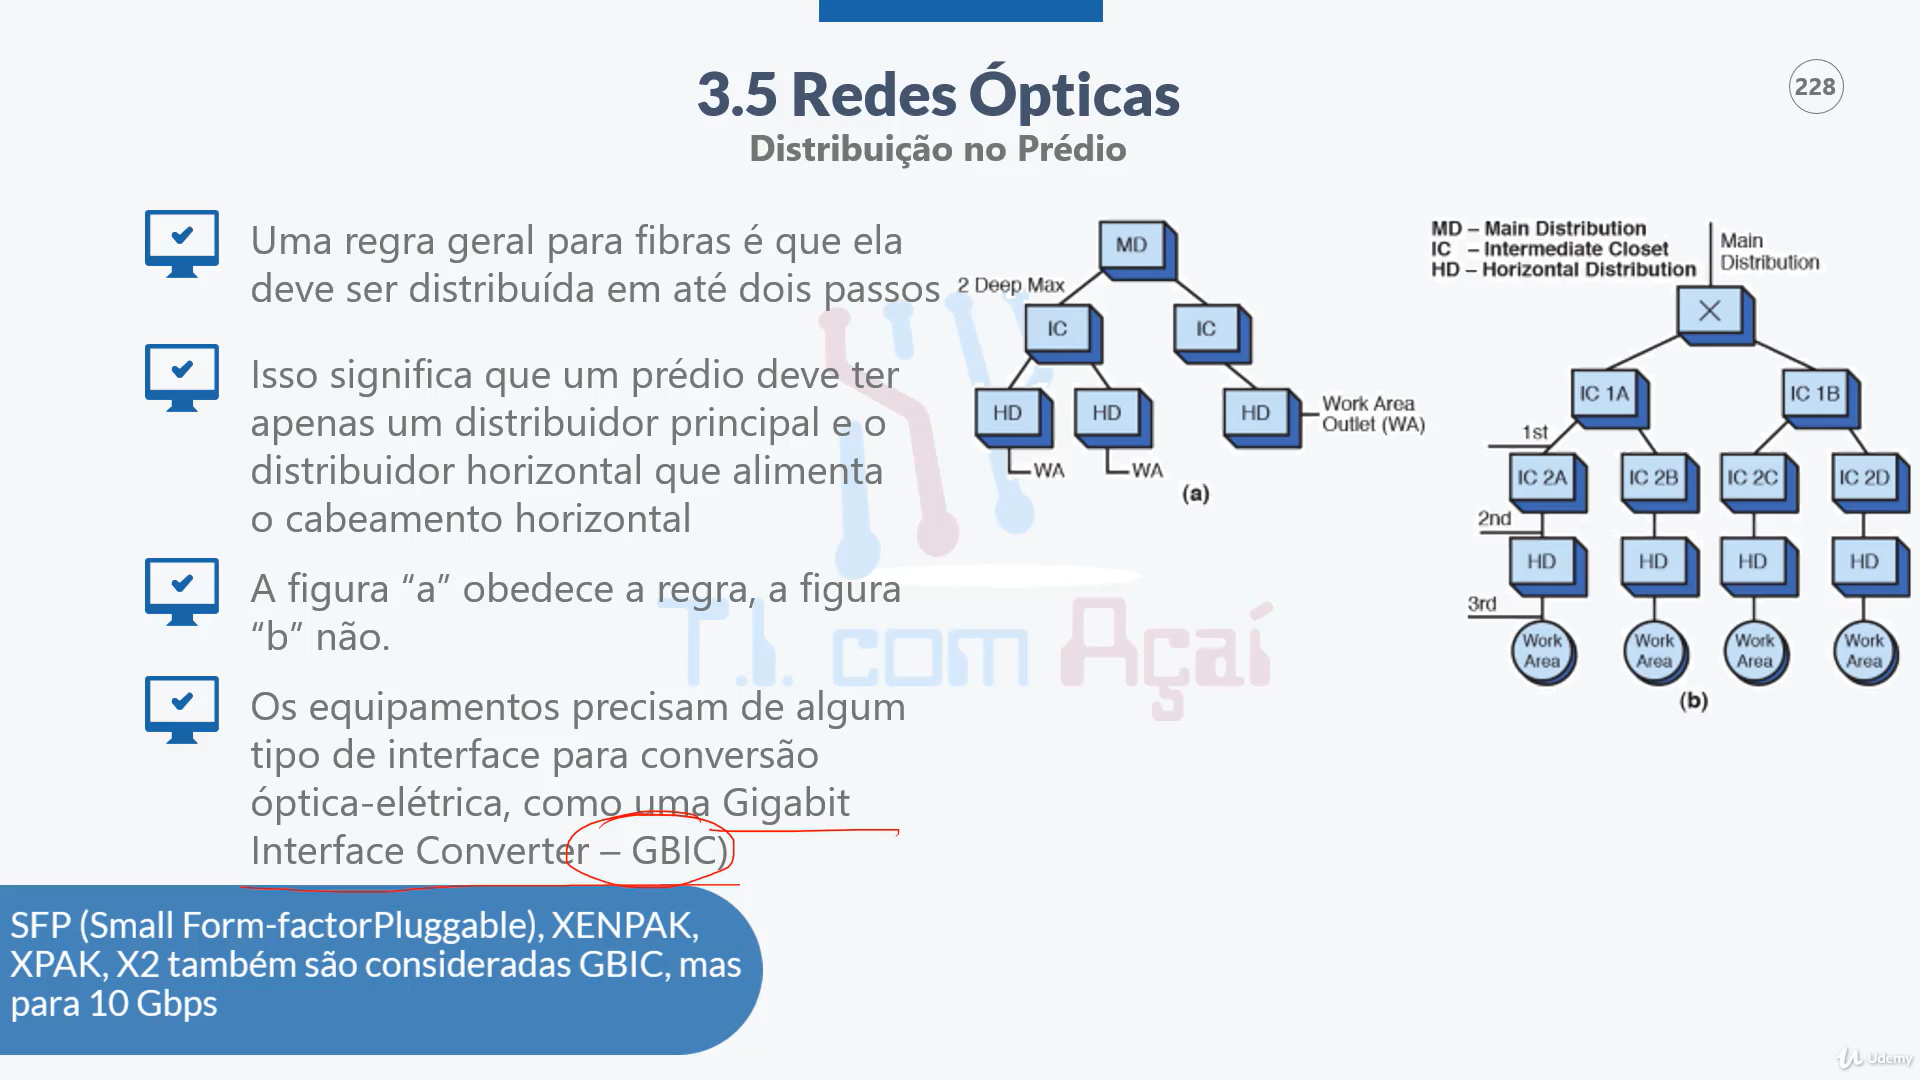 3.5 Redes Ópticas
228
Distribuição no Prédio
Uma regra geral para fibras é que ela
deve ser distribuída em até dois passos
Isso significa que um prédio deve ter
apenas um distribuidor principal e o
distribuidor horizontal que alimenta
o cabeamento horizontal
A figura “a” obedece a regra, a figura
“b” não.
Os equipamentos precisam de algum
tipo de interface para conversão
óptica-elétrica, como uma Gigabit
Interface Converter – GBIC)
SFP (Small Form-factorPluggable), XENPAK,
XPAK, X2 também são consideradas GBIC, mas
para 10 Gbps
MD
2 Deep Max
IC
IC
HD
HD
HD
Work Area
Outlet (WA)
WA
WA
(a)
MD – Main Distribution
IC – Intermediate Closet
HD – Horizontal Distribution
Main
Distribution
X
IC 1A
IC 1B
1st
IC 2A
IC 2B
IC 2C
IC 2D
2nd
HD
HD
HD
HD
3rd
Work
Area
Work
Area
Work
Area
Work
Area
(b)
T.I. com Açaí
Udemy